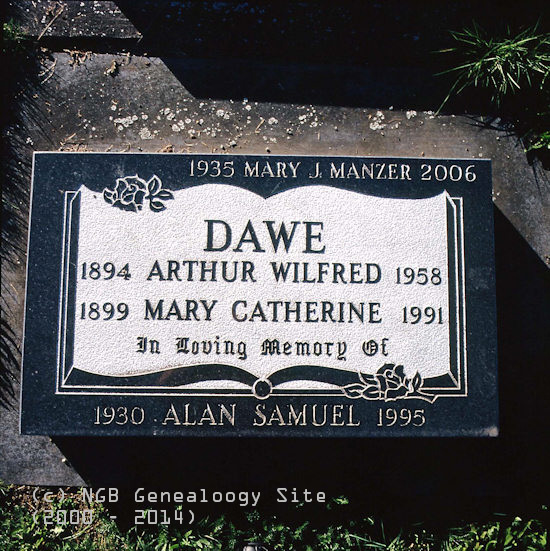 1935 MARY J. MANZER 2006
DAWE
1894 ARTHUR WILFRED 1958
1899 MARY CATHERINE 1991
In Loving Memory Of
1930 ALAN SAMUEL 1995
(c) NGB Genealoogy Site
(2000 - 2014)